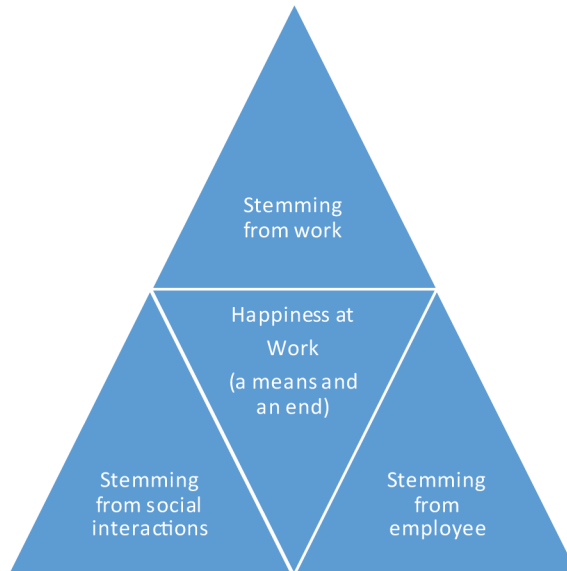 Stemming
from work
Happiness at
Work
(a means and
an end)
Stemming
from social
interactions
Stemming
from
employee